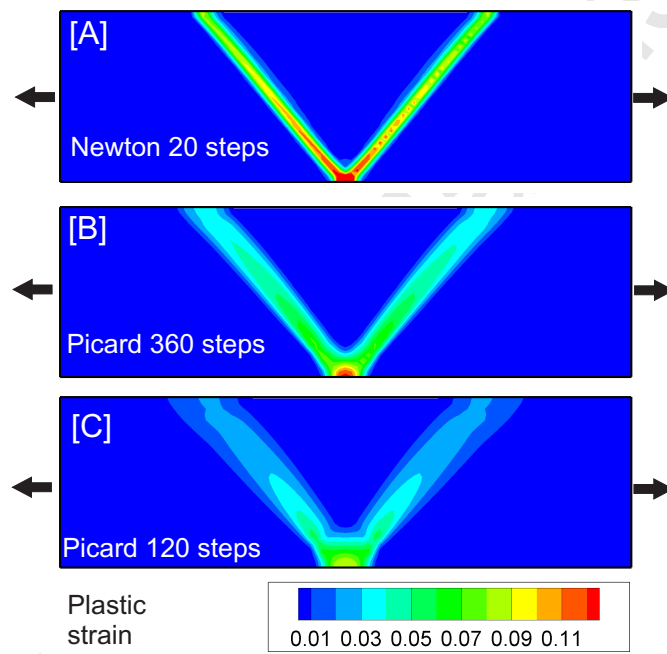 [A]
Newton 20 steps
[B]
Picard 360 steps
[C]
Picard 120 steps
Plastic
strain
0.01 0.03 0.05 0.07 0.09 0.11